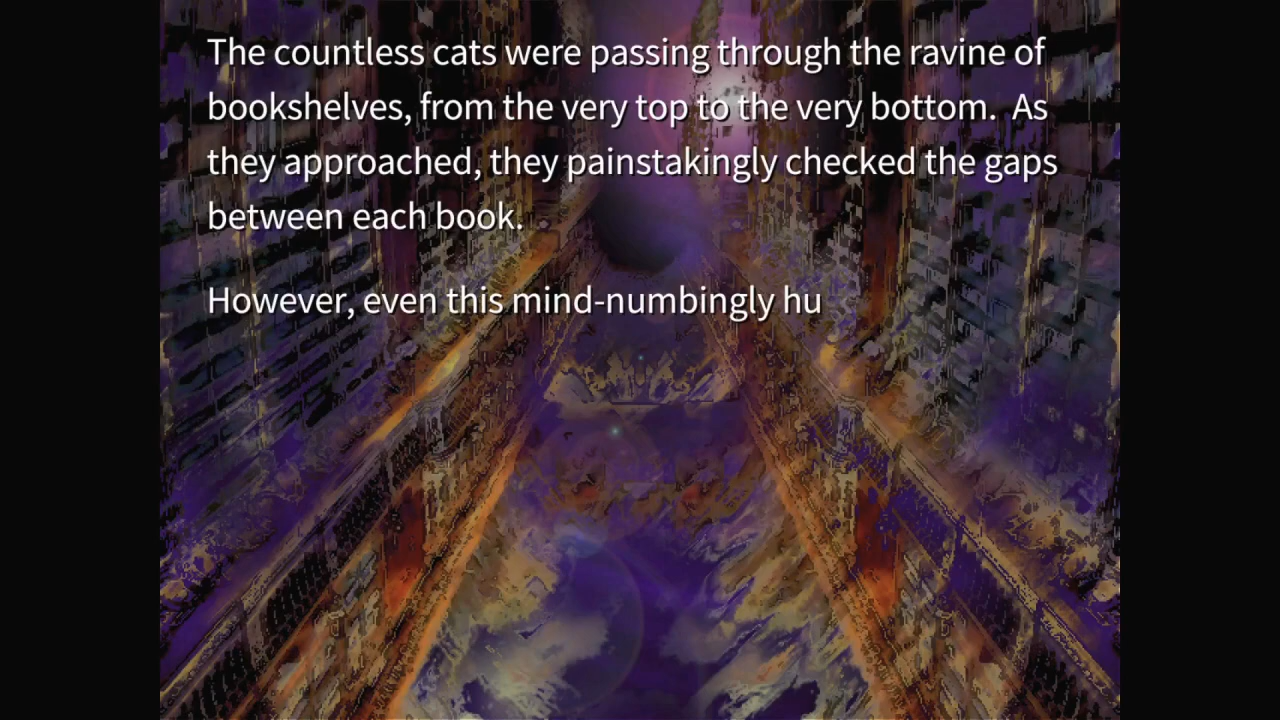 The countless cats were passing through the ravine of
bookshelves, from the very top to the very bottom.  As
they approached, they painstakingly checked the gaps
between each book.
However, even this mind-numbingly hu